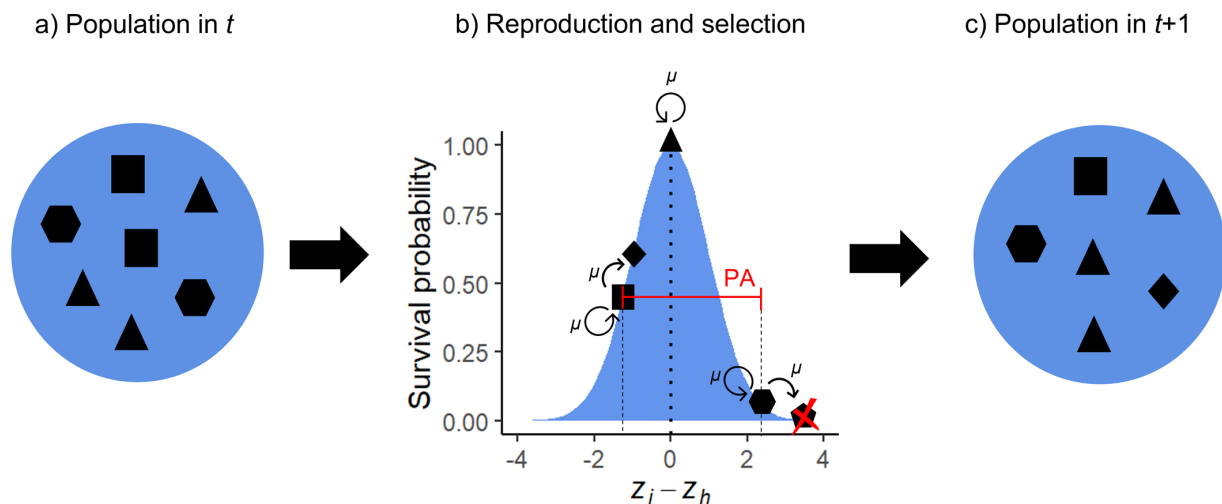 a) Population in t
b) Reproduction and selection
c) Population in t+1
Survival probability
1.00
0.75
0.50
0.25
0.00
μ
μ
μ
PA
μ
μ
-4
-2
0
2
4
z_i – z_h